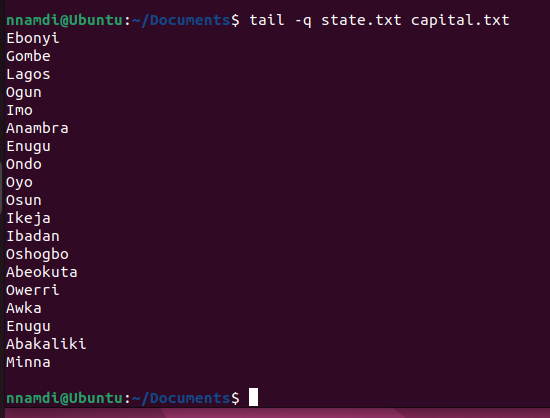 nnamdi@Ubuntu:~/Documents$ tail -q state.txt capital.txt
Ebonyi
Gombe
Lagos
Ogun
Imo
Anambra
Enugu
Ondo
Oyo
Osun
Ikeja
Ibadan
Oshogbo
Abeokuta
Owerri
Awka
Enugu
Abakaliki
Minna
nnamdi@Ubuntu:~/Documents$